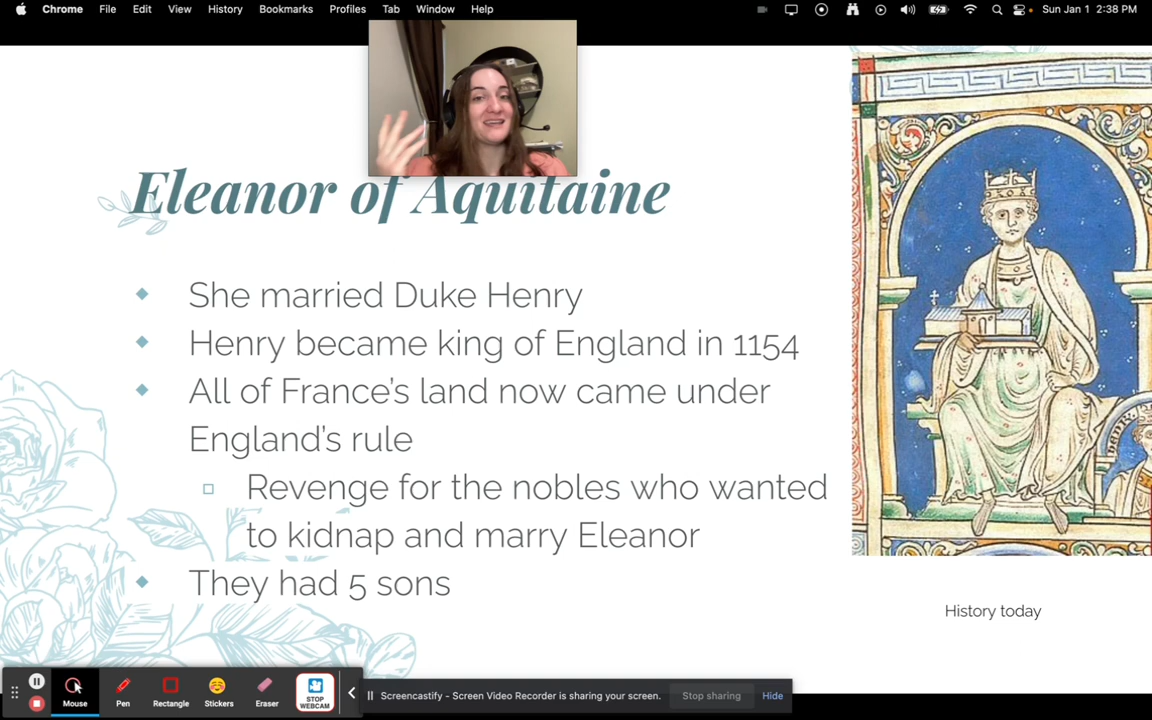 Chrome File Edit View History Bookmarks Profiles Tab Window Help Sun Jan 1 2:38 PM
Eleanor of Aquitaine
She married Duke Henry
Henry became king of England in 1154
All of France's land now came under
England's rule
Revenge for the nobles who wanted
to kidnap and marry Eleanor
They had 5 sons
History today
Mouse Pen Rectangle Stickers Eraser STOP WEBCAM
Screencastify - Screen Video Recorder is sharing your screen. Stop sharing Hide